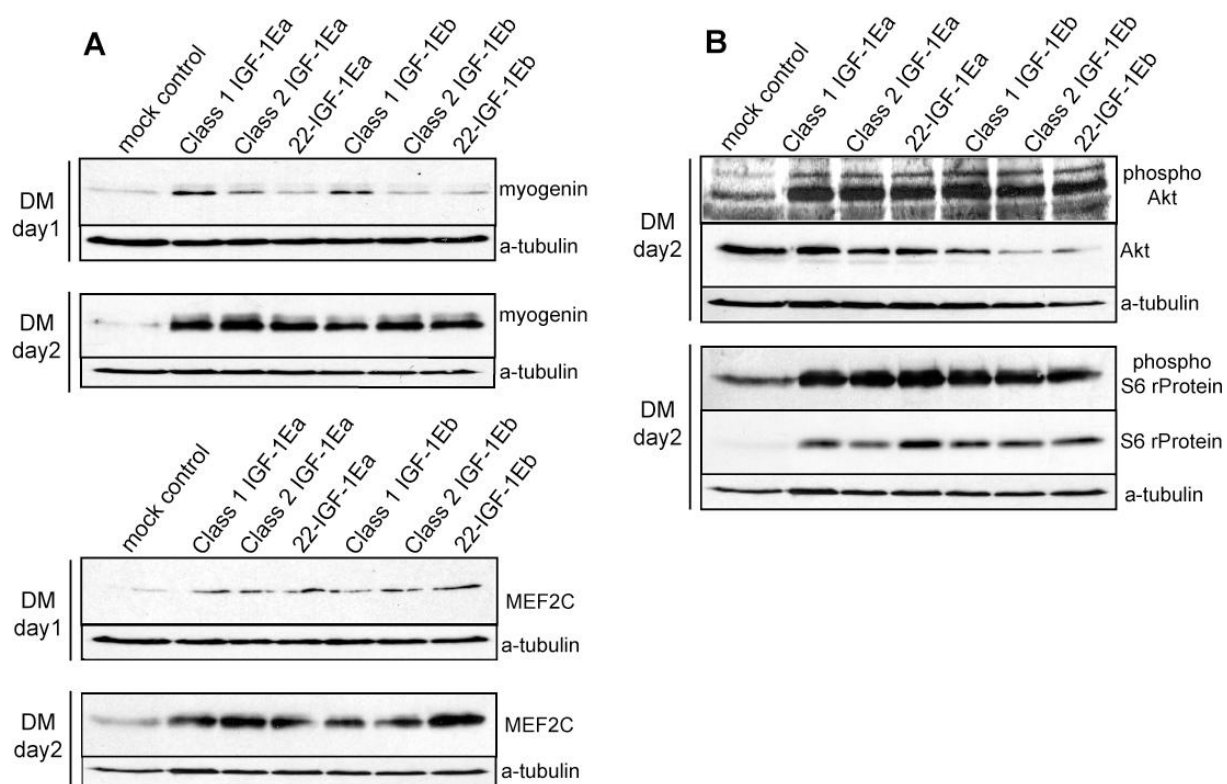 A
mock control
Class 1 IGF-1Ea
Class 2 IGF-1Ea
22-IGF-1Ea
Class 1 IGF-1Eb
Class 2 IGF-1Eb
22-IGF-1Eb
DM
day1
myogenin
a-tubulin
DM
day2
myogenin
a-tubulin
mock control
Class 1 IGF-1Ea
Class 2 IGF-1Ea
22-IGF-1Ea
Class 1 IGF-1Eb
Class 2 IGF-1Eb
22-IGF-1Eb
DM
day1
MEF2C
a-tubulin
DM
day2
MEF2C
a-tubulin
B
mock control
Class 1 IGF-1Ea
Class 2 IGF-1Ea
22-IGF-1Ea
Class 1 IGF-1Eb
Class 2 IGF-1Eb
22-IGF-1Eb
DM
day2
phospho
Akt
Akt
a-tubulin
DM
day2
phospho
S6 rProtein
S6 rProtein
a-tubulin